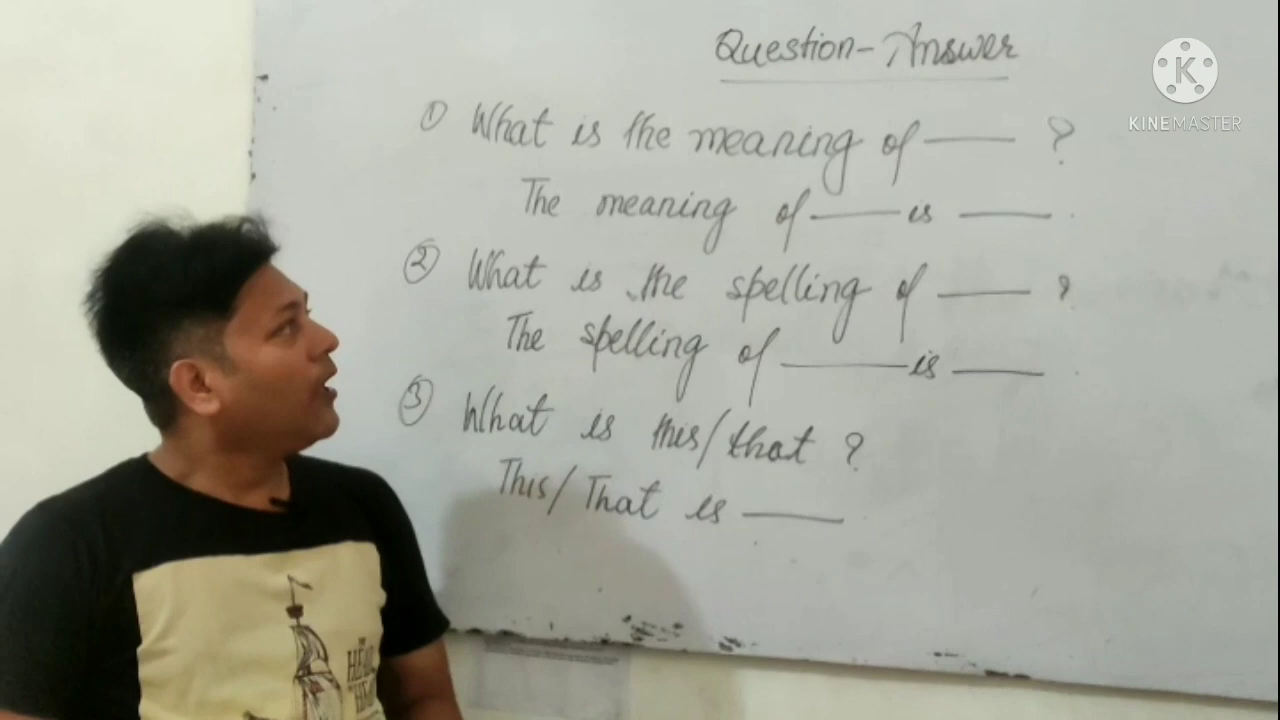 Question-Answer
① What is the meaning of ____ ?
The meaning of ____ is ____ .
② What is the spelling of ____ ?
The spelling of ____ is ____ .
③ What is this/that ?
This/That is ____ .
KINEMASTER
THE
HEAD